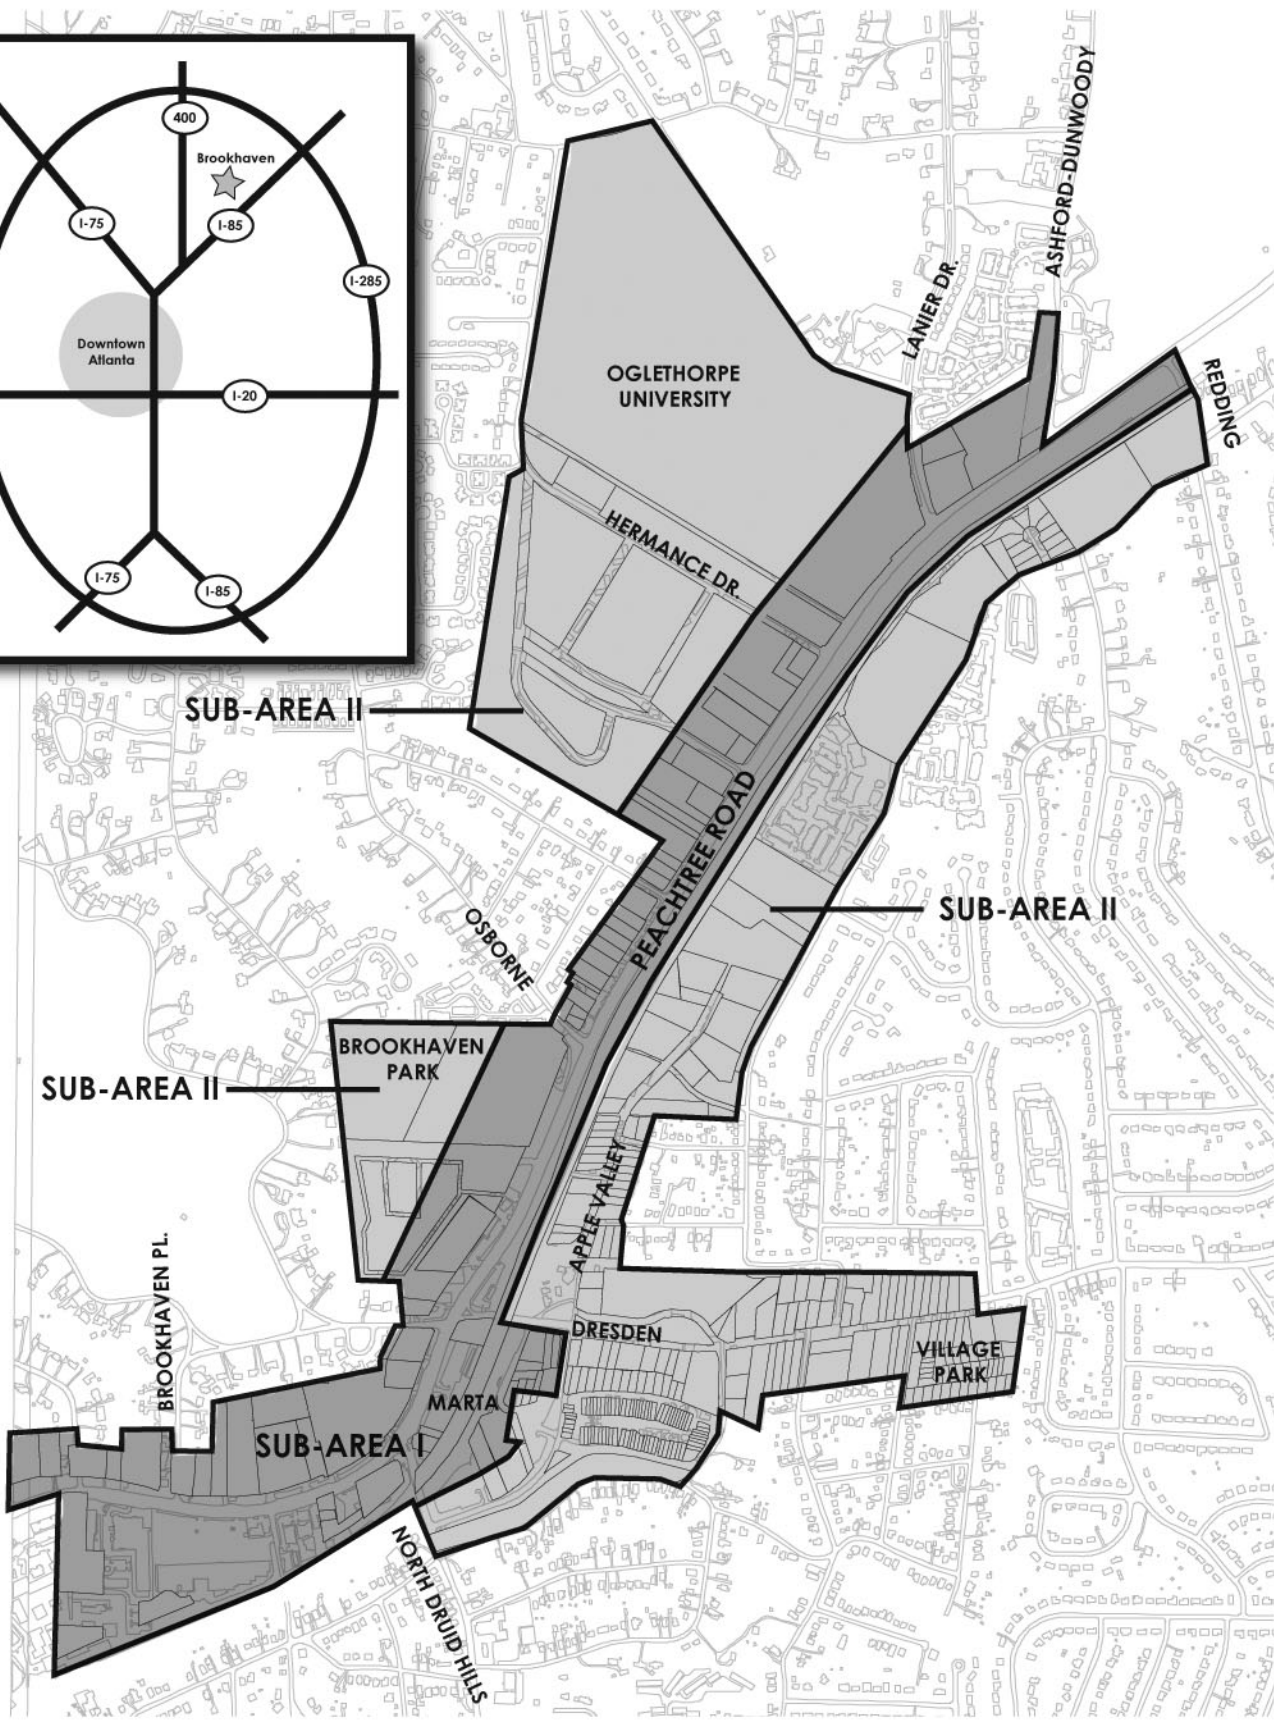 400
Brookhaven
I-75
I-85
I-285
Downtown
Atlanta
I-20
I-75
I-85
ASHFORD-DUNWOODY
LANIER DR.
REDDING
OGLETHORPE
UNIVERSITY
HERMANCE DR.
SUB-AREA II
PEACHTREE ROAD
SUB-AREA II
OSBORNE
BROOKHAVEN
PARK
SUB-AREA II
APPLE VALLEY
BROOKHAVEN PL.
DRESDEN
VILLAGE
PARK
MARTA
SUB-AREA I
NORTH DRUID HILLS